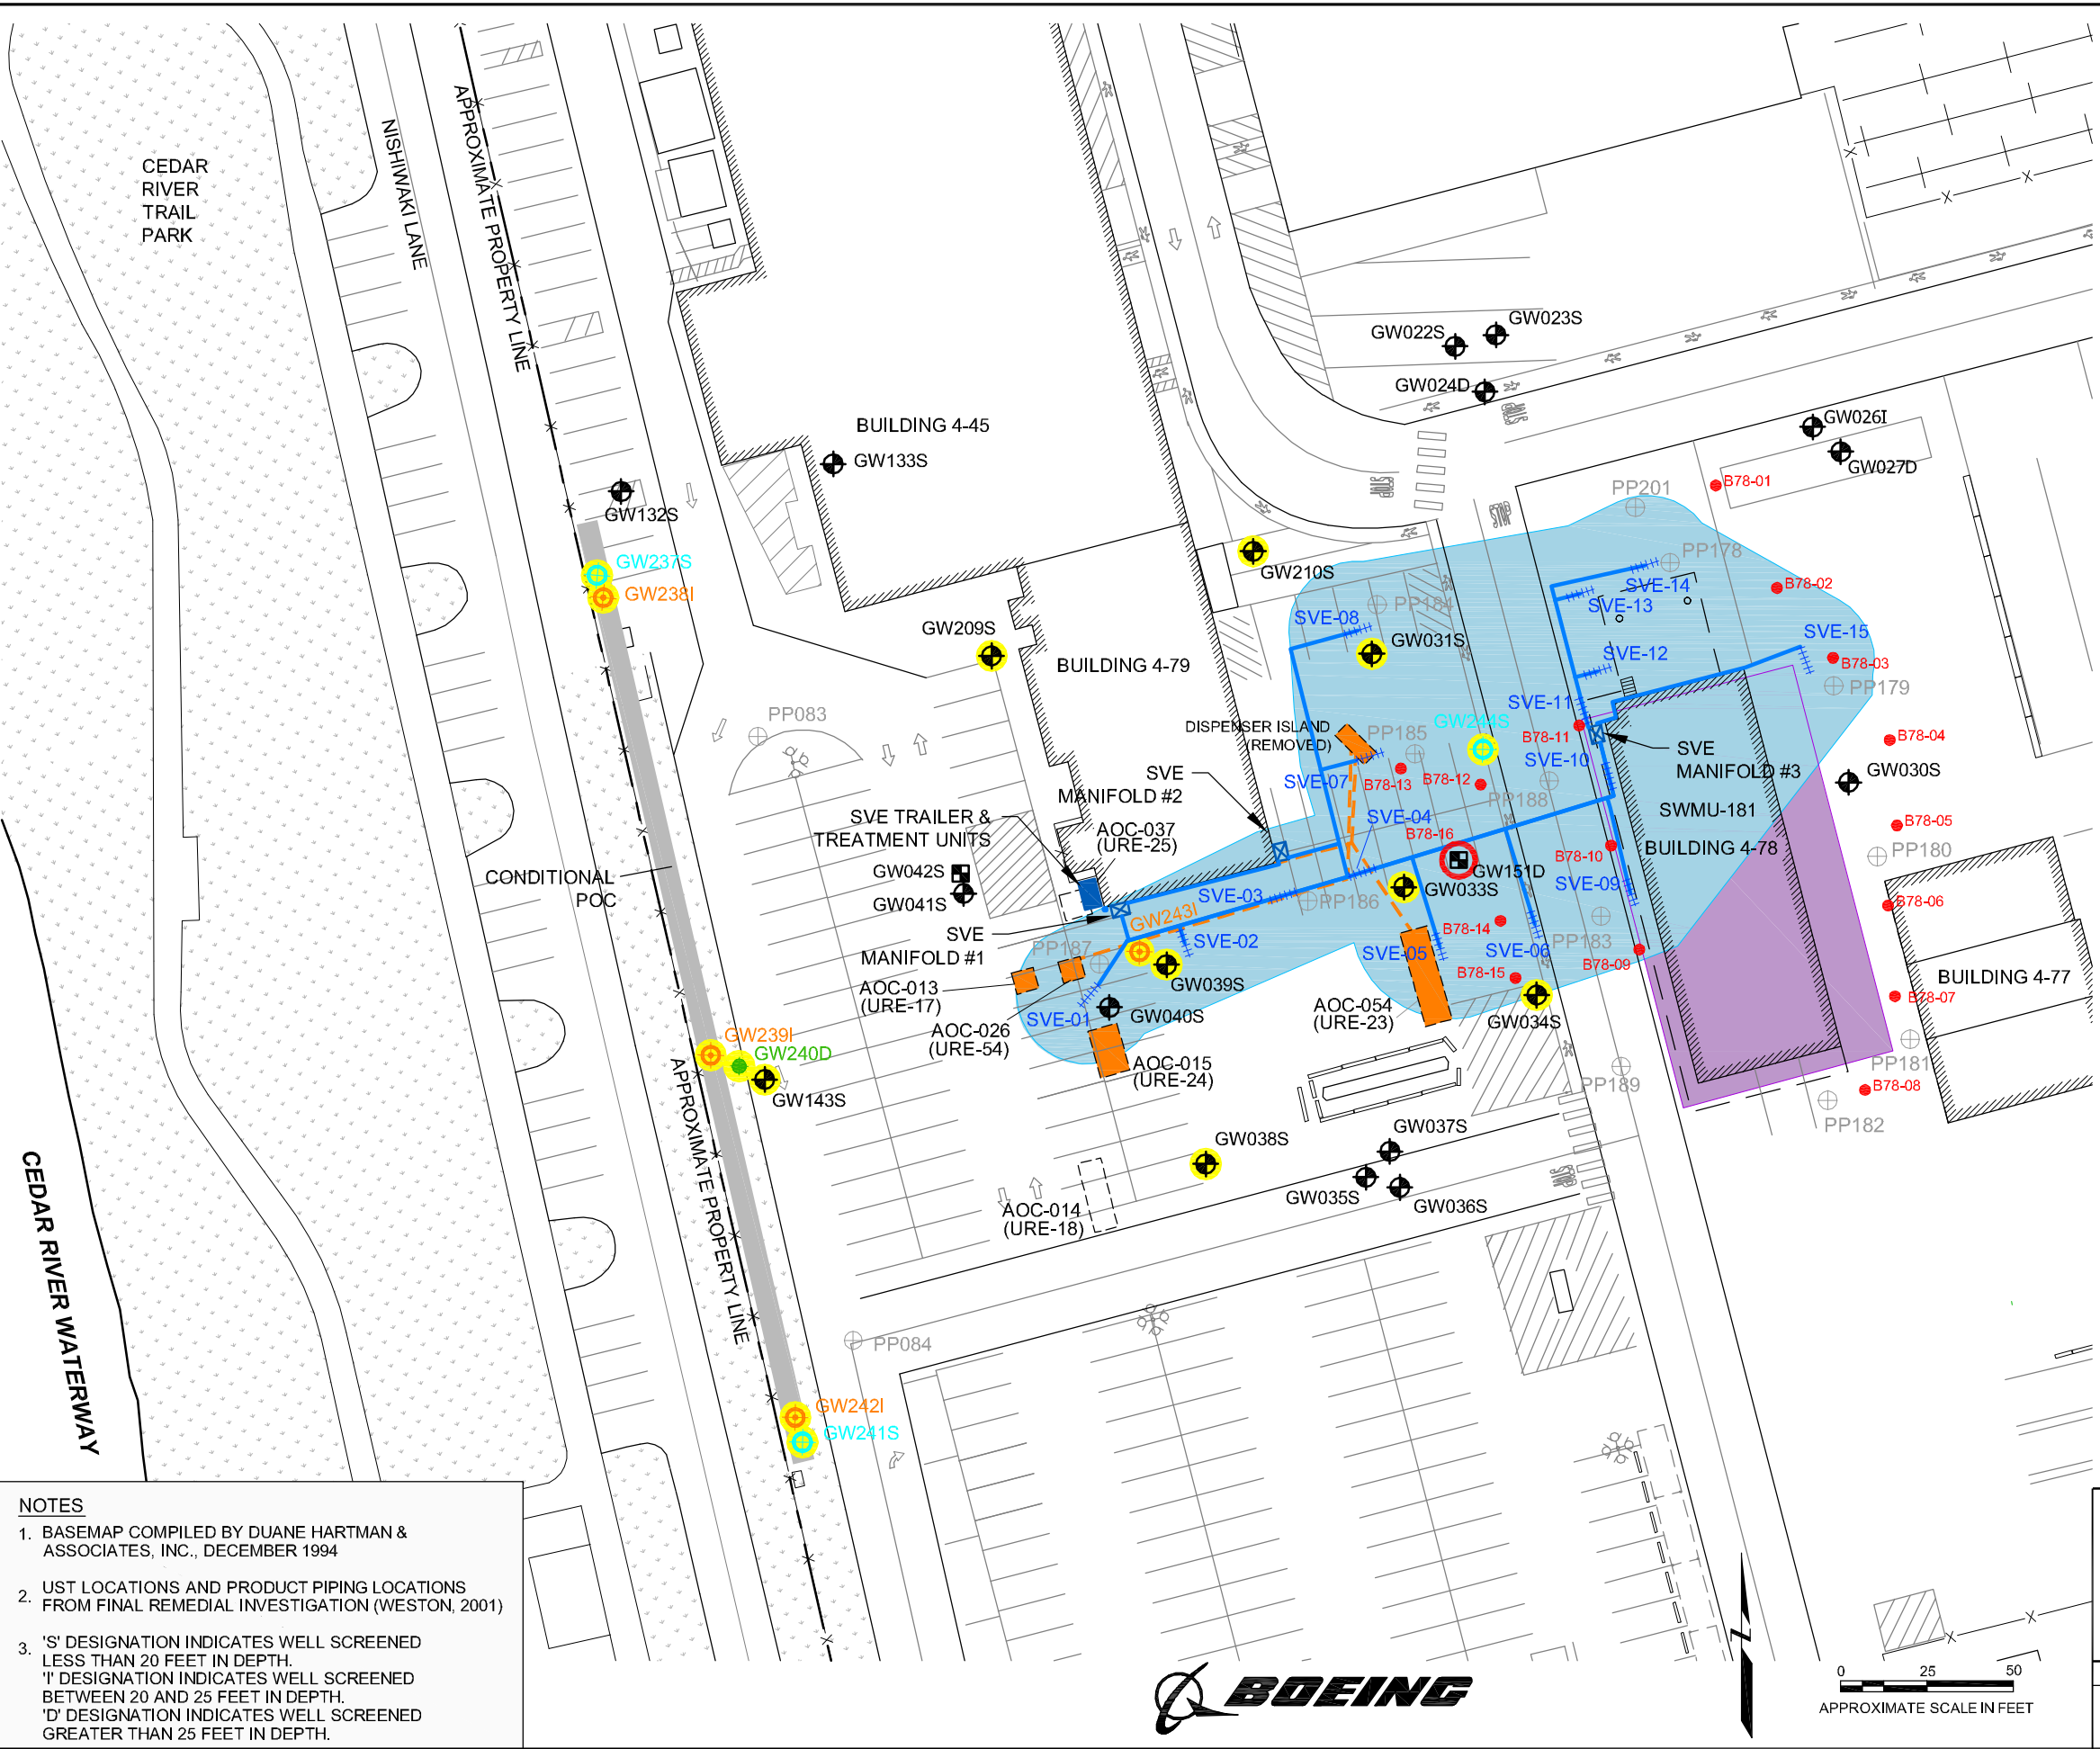 CEDAR
RIVER
TRAIL
PARK
NISHIWAKI LANE
APPROXIMATE PROPERTY LINE
BUILDING 4-45
GW133S
GW132S
GW237S
GW238I
GW022S
GW023S
GW024D
STOP
STOP
STOP
GW026I
GW027D
B78-01
PP201
PP178
B78-02
GW210S
GW209S
BUILDING 4-79
SVE-08
PP184
GW031S
SVE-14
SVE-13
SVE-12
SVE-15
B78-03
PP179
SVE-11
B78-11
SVE-10
B78-04
GW030S
DISPENSER ISLAND
(REMOVED)
PP185
GW244S
SVE-07
B78-13
B78-12
PP188
SVE
MANIFOLD #3
SWMU-181
BUILDING 4-78
B78-05
PP180
B78-06
PP083
SVE
MANIFOLD #2
SVE TRAILER &
TREATMENT UNITS
AOC-037
(URE-25)
SVE-04
B78-16
GW151D
GW033S
B78-10
SVE-09
CONDITIONAL
POC
GW042S
GW041S
SVE
MANIFOLD #1
SVE-03
PP186
GW243I
SVE-02
B78-14
SVE-05
SVE-06
PP183
B78-09
B78-15
PP187
GW039S
AOC-013
(URE-17)
AOC-026
(URE-54)
SVE-01
GW040S
AOC-015
(URE-24)
AOC-054
(URE-23)
GW034S
BUILDING 4-77
B78-07
PP181
B78-08
PP182
PP189
GW239I
GW240D
GW143S
APPROXIMATE PROPERTY LINE
GW038S
GW037S
GW035S
GW036S
STOP
AOC-014
(URE-18)
PP084
GW242I
GW241S
CEDAR RIVER WATERWAY
NOTES
1. BASEMAP COMPILED BY DUANE HARTMAN &
ASSOCIATES, INC., DECEMBER 1994
2. UST LOCATIONS AND PRODUCT PIPING LOCATIONS
FROM FINAL REMEDIAL INVESTIGATION (WESTON, 2001)
3. 'S' DESIGNATION INDICATES WELL SCREENED
LESS THAN 20 FEET IN DEPTH.
'I' DESIGNATION INDICATES WELL SCREENED
BETWEEN 20 AND 25 FEET IN DEPTH.
'D' DESIGNATION INDICATES WELL SCREENED
GREATER THAN 25 FEET IN DEPTH.
BOEING
N
0 25 50
APPROXIMATE SCALE IN FEET